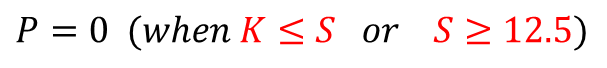 P = 0 (when K ≤ S or S ≥ 12.5)